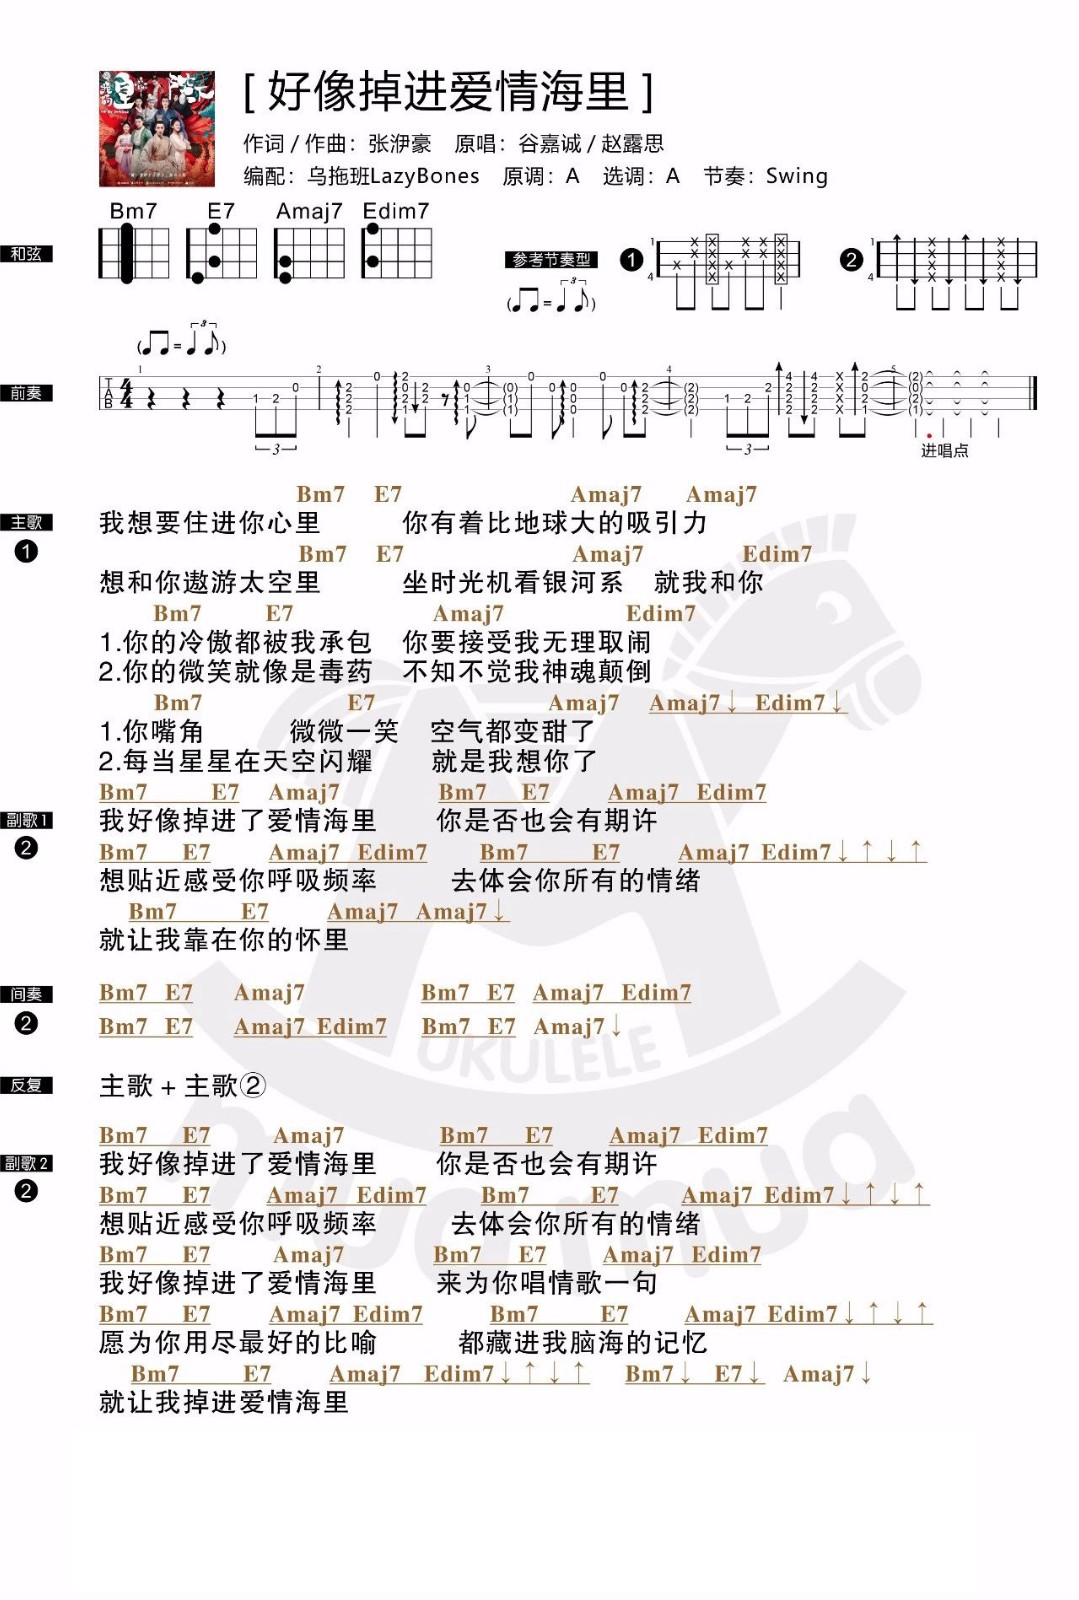 [ 好像掉进爱情海里 ]
作词 / 作曲：张洢豪 原唱：谷嘉诚 / 赵露思
编配：乌拖班LazyBones 原调：A 选调：A 节奏：Swing
和弦
Bm7 E7 Amaj7 Edim7
参考节奏型 ❶ ❷
前奏
进唱点
Bm7 E7 Amaj7 Amaj7
主歌 我想要住进你心里 你有着比地球大的吸引力
❶ Bm7 E7 Amaj7 Edim7
想和你遨游太空里 坐时光机看银河系 就我和你
Bm7 E7 Amaj7 Edim7
1.你的冷傲都被我承包 你要接受我无理取闹
2.你的微笑就像是毒药 不知不觉我神魂颠倒
Bm7 E7 Amaj7 Amaj7↓ Edim7↓
1.你嘴角 微微一笑 空气都变甜了
2.每当星星在天空闪耀 就是我想你了
Bm7 E7 Amaj7 Bm7 E7 Amaj7 Edim7
副歌1 我好像掉进了爱情海里 你是否也会有期许
❷ Bm7 E7 Amaj7 Edim7 Bm7 E7 Amaj7 Edim7↓↑↓↑
想贴近感受你呼吸频率 去体会你所有的情绪
Bm7 E7 Amaj7 Amaj7↓
就让我靠在你的怀里
间奏 Bm7 E7 Amaj7 Bm7 E7 Amaj7 Edim7
❷ Bm7 E7 Amaj7 Edim7 Bm7 E7 Amaj7↓
UKULELE
反复 主歌 + 主歌②
Bm7 E7 Amaj7 Bm7 E7 Amaj7 Edim7
副歌2 我好像掉进了爱情海里 你是否也会有期许
❷ Bm7 E7 Amaj7 Edim7 Bm7 E7 Amaj7 Edim7↓↑↓↑
想贴近感受你呼吸频率 去体会你所有的情绪
Bm7 E7 Amaj7 Bm7 E7 Amaj7 Edim7
我好像掉进了爱情海里 来为你唱情歌一句
Bm7 E7 Amaj7 Edim7 Bm7 E7 Amaj7 Edim7↓↑↓↑
愿为你用尽最好的比喻 都藏进我脑海的记忆
Bm7 E7 Amaj7 Edim7↓↑↓↑ Bm7↓ E7↓ Amaj7↓
就让我掉进爱情海里